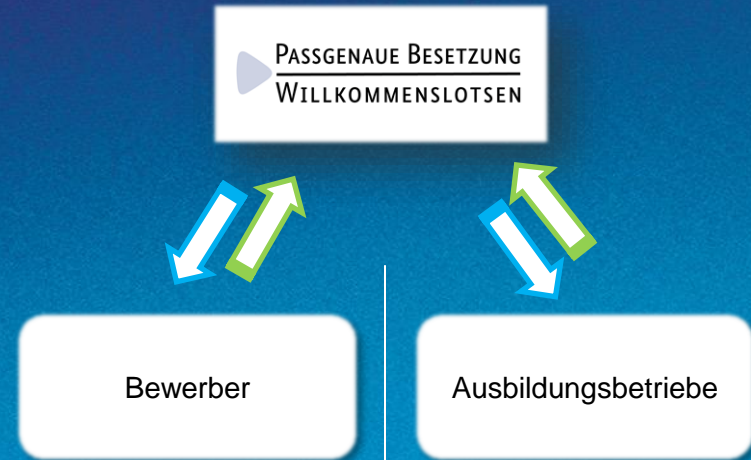 PASSGENAUE BESETZUNG
WILLKOMMENSLOTSEN
Bewerber
Ausbildungsbetriebe